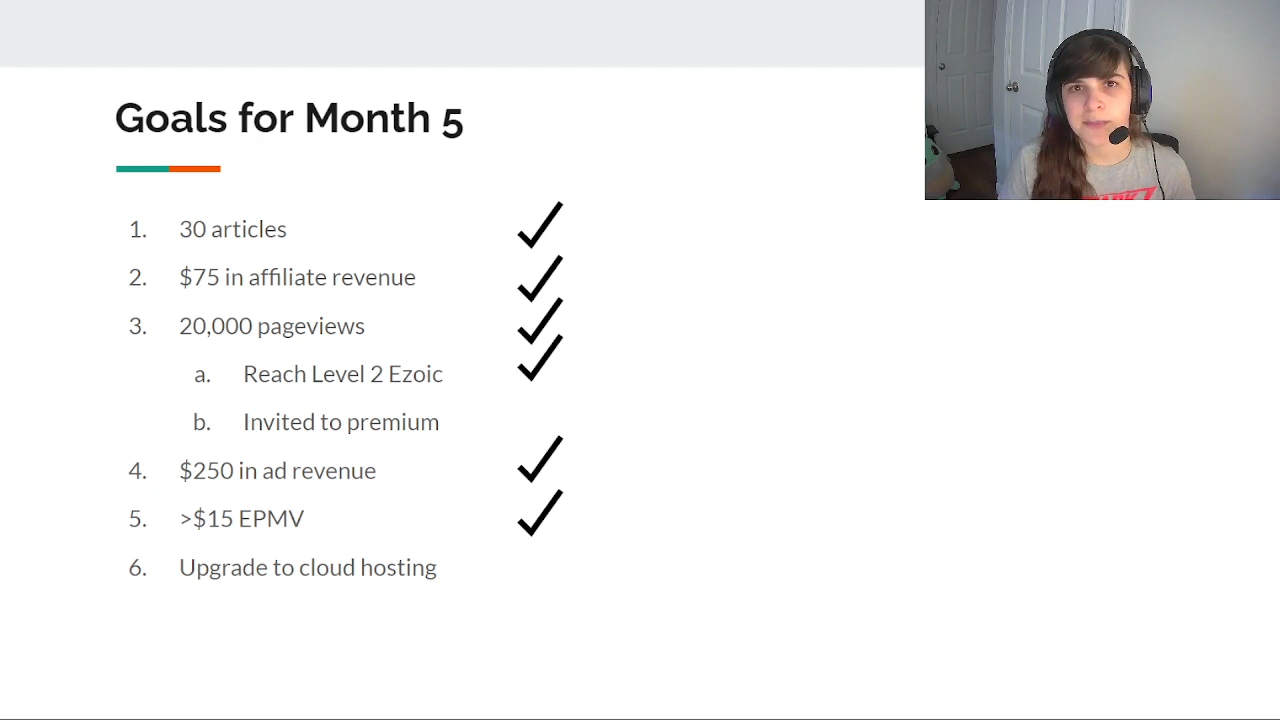 Goals for Month 5
1. 30 articles
2. $75 in affiliate revenue
3. 20,000 pageviews
a. Reach Level 2 Ezoic
b. Invited to premium
4. $250 in ad revenue
5. >$15 EPMV
6. Upgrade to cloud hosting